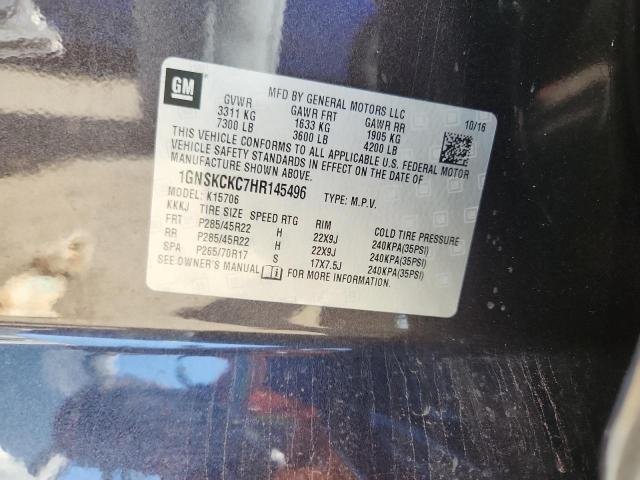 GM
MFD BY GENERAL MOTORS LLC
10/16
GVWR GAWR FRT GAWR RR
3311 KG 1633 KG 1905 KG
7300 LB 3600 LB 4200 LB
THIS VEHICLE CONFORMS TO ALL APPLICABLE U.S. FEDERAL MOTOR
VEHICLE SAFETY STANDARDS IN EFFECT ON THE DATE OF
MANUFACTURE SHOWN ABOVE.
1GNSKCKC7HR145496 TYPE: M.P.V.
MODEL: K15706
KKKJ TIRE SIZE SPEED RTG RIM COLD TIRE PRESSURE
FRT P285/45R22 H 22X9J 240KPA(35PSI)
RR P285/45R22 H 22X9J 240KPA(35PSI)
SPA P265/70R17 S 17X7.5J 240KPA(35PSI)
SEE OWNER'S MANUAL FOR MORE INFORMATION.